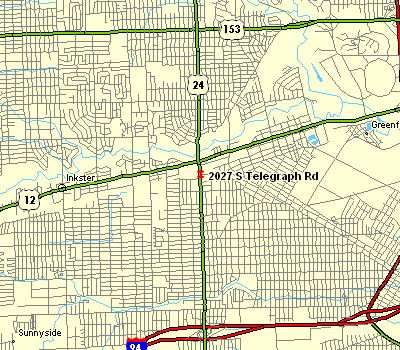 153
24
Greenf
Inkster
2027 S Telegraph Rd
12
Sunnyside
94